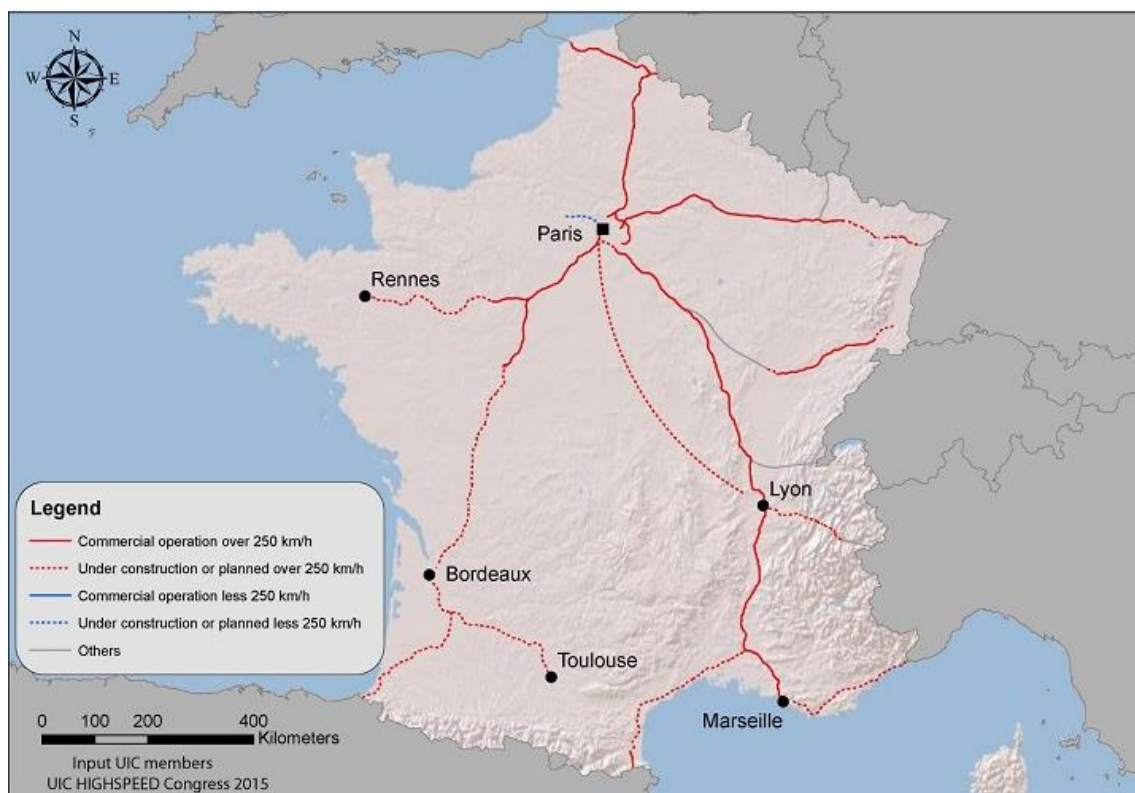 N
W E
S
Paris
Rennes
Lyon
Bordeaux
Toulouse
Marseille
Legend
Commercial operation over 250 km/h
Under construction or planned over 250 km/h
Commercial operation less 250 km/h
Under construction or planned less 250 km/h
Others
0 100 200 400
Kilometers
Input UIC members
UIC HIGHSPEED Congress 2015